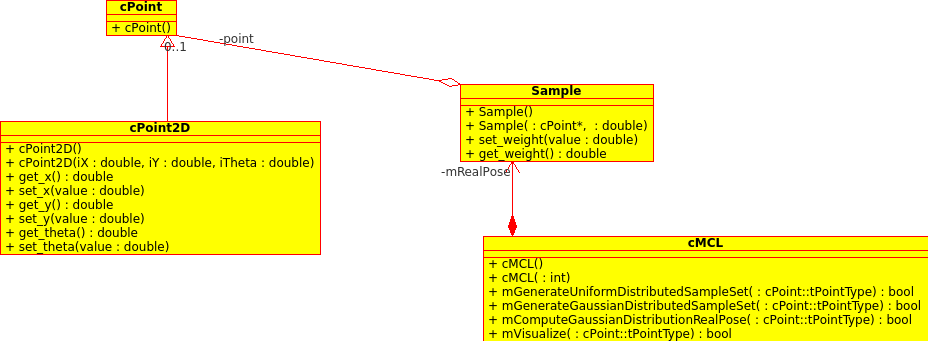 cPoint
+ cPoint()
0..1
-point
Sample
+ Sample()
+ Sample( : cPoint*,  : double)
+ set_weight(value : double)
+ get_weight() : double
cPoint2D
+ cPoint2D()
+ cPoint2D(iX : double, iY : double, iTheta : double)
+ get_x() : double
+ set_x(value : double)
+ get_y() : double
+ set_y(value : double)
+ get_theta() : double
+ set_theta(value : double)
-mRealPose
cMCL
+ cMCL()
+ cMCL( : int)
+ mGenerateUniformDistributedSampleSet( : cPoint::tPointType) : bool
+ mGenerateGaussianDistributedSampleSet( : cPoint::tPointType) : bool
+ mComputeGaussianDistributionRealPose( : cPoint::tPointType) : bool
+ mVisualize( : cPoint::tPointType) : bool